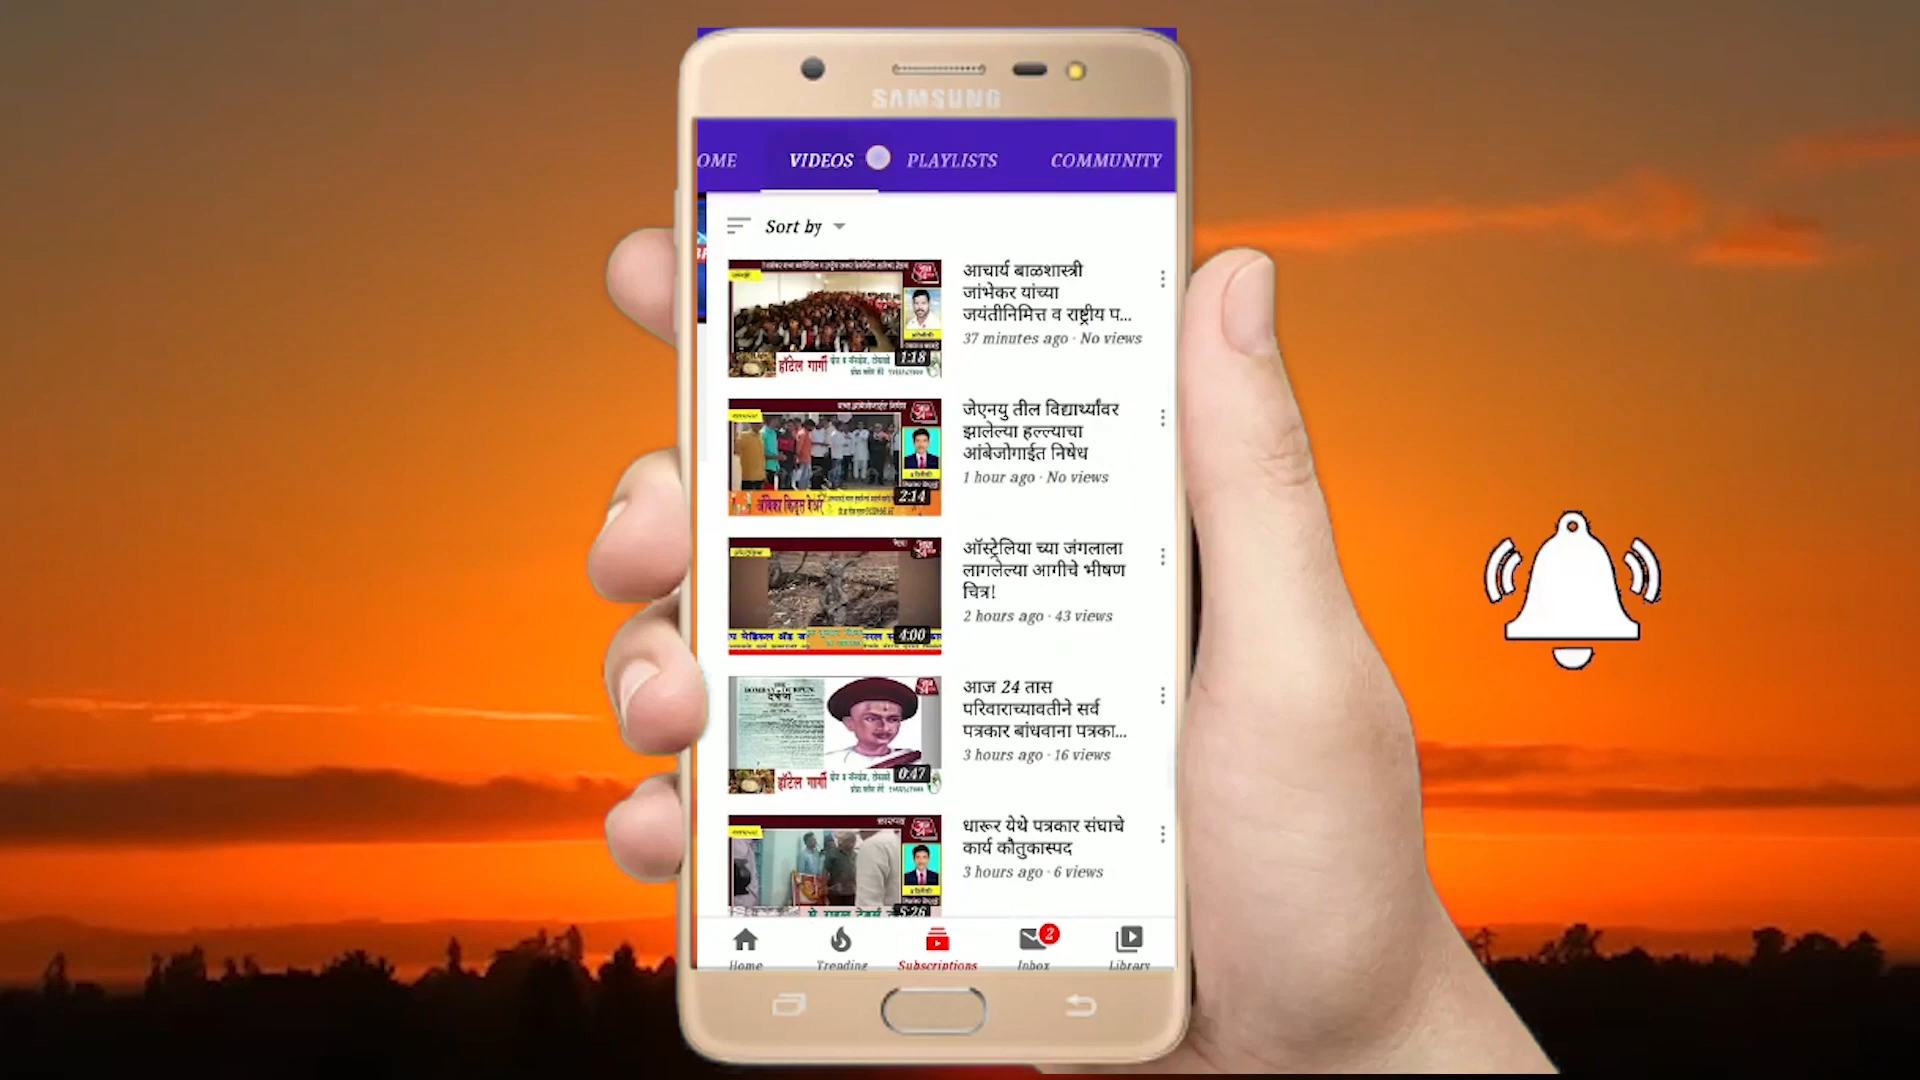 SAMSUNG
OME VIDEOS PLAYLISTS COMMUNITY
Sort by
आचार्य बाळशास्त्री
जांभेकर यांच्या
जयंतीनिमित्त व राष्ट्रीय प...
37 minutes ago · No views
हॉटेल गार्गी
1:18
जेएनयु तील विद्यार्थ्यांवर
झालेल्या हल्ल्याचा
आंबेजोगाईत निषेध
1 hour ago · No views
2:14
ऑस्ट्रेलिया च्या जंगलाला
लागलेल्या आगीचे भीषण
चित्र!
2 hours ago · 43 views
4:00
आज 24 तास
परिवाराच्यावतीने सर्व
पत्रकार बांधवाना पत्रका...
3 hours ago · 16 views
हॉटेल गार्गी
0:47
धारूर येथे पत्रकार संघाचे
कार्य कौतुकास्पद
3 hours ago · 6 views
5:26
2
Home Trending Subscriptions Inbox Library